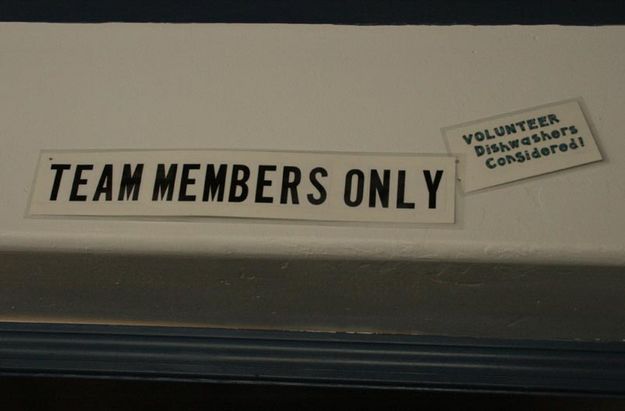 TEAM MEMBERS ONLY
VOLUNTEER
Dishwashers
Considered!